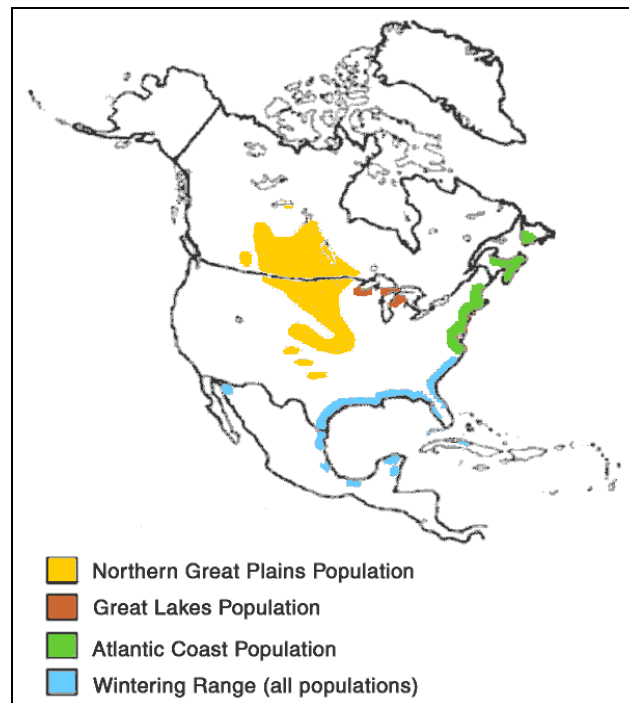 Northern Great Plains Population
Great Lakes Population
Atlantic Coast Population
Wintering Range (all populations)